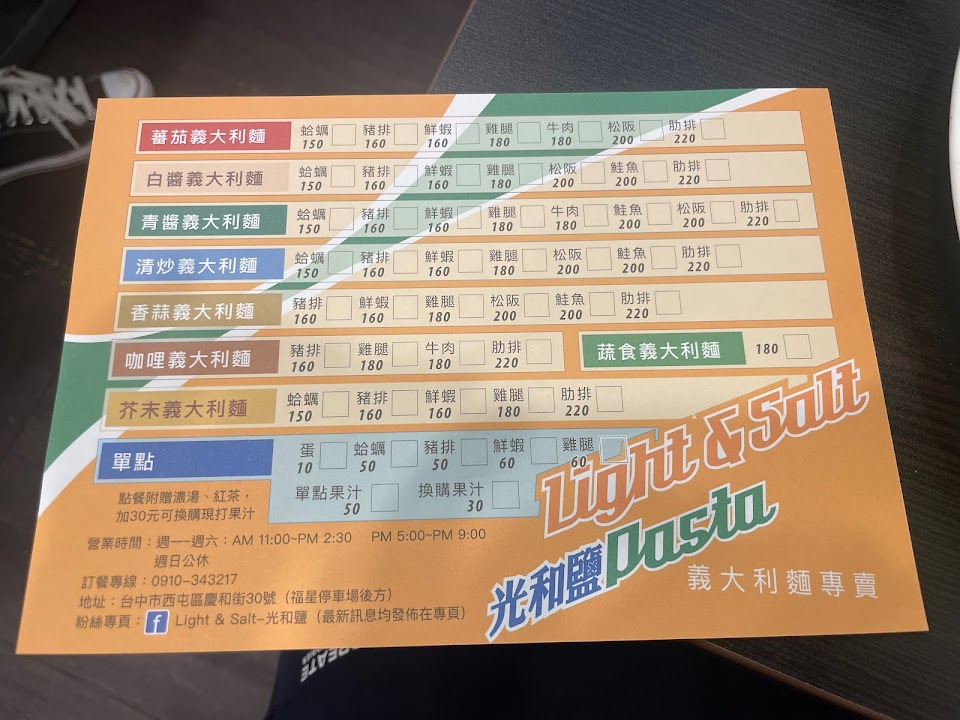 蕃茄義大利麵 蛤蠣 150 豬排 160 鮮蝦 160 雞腿 180 牛肉 180 松阪 200 肋排 220
白醬義大利麵 蛤蠣 150 豬排 160 鮮蝦 160 雞腿 180 松阪 200 鮭魚 200 肋排 220
青醬義大利麵 蛤蠣 150 豬排 160 鮮蝦 160 雞腿 180 牛肉 180 鮭魚 200 松阪 200 肋排 220
清炒義大利麵 蛤蠣 150 豬排 160 鮮蝦 160 雞腿 180 松阪 200 鮭魚 200 肋排 220
香蒜義大利麵 豬排 160 鮮蝦 160 雞腿 180 松阪 200 鮭魚 200 肋排 220
咖哩義大利麵 豬排 160 雞腿 180 牛肉 180 肋排 220 蔬食義大利麵 180
芥末義大利麵 蛤蠣 150 豬排 160 鮮蝦 160 雞腿 180 肋排 220
單點 蛋 10 蛤蠣 50 豬排 50 鮮蝦 60 雞腿 60
單點果汁 50 換購果汁 30
點餐附贈濃湯、紅茶，
加30元可換購現打果汁
營業時間：週一~週六：AM 11:00~PM 2:30 PM 5:00~PM 9:00
週日公休
訂餐專線：0910-343217
地址：台中市西屯區慶和街30號（福星停車場後方）
粉絲專頁：f Light & Salt-光和鹽（最新訊息均發佈在專頁）
Light & Salt
光和鹽Pasta
義大利麵專賣